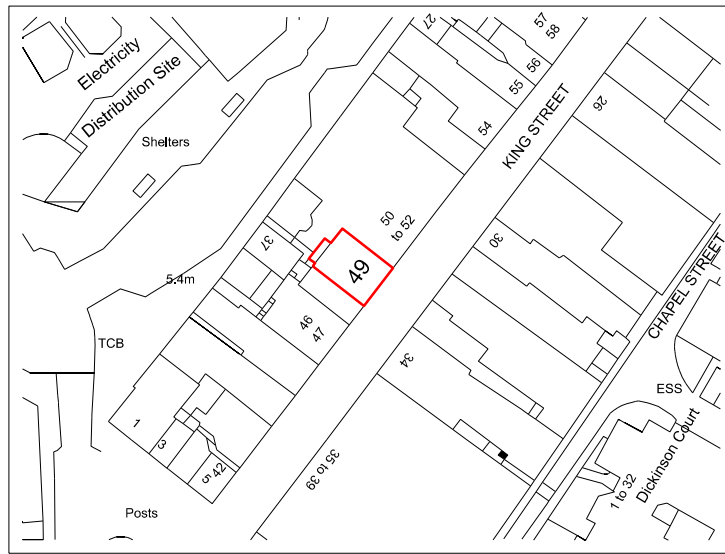 Electricity
Distribution Site
Shelters
27
57
58
56
55
54
KING STREET
26
50
to 52
37
49
30
5.4m
46
47
CHAPEL STREET
TCB
34
ESS
1
3
5
42
35 to 39
1 to 32
Dickinson Court
Posts